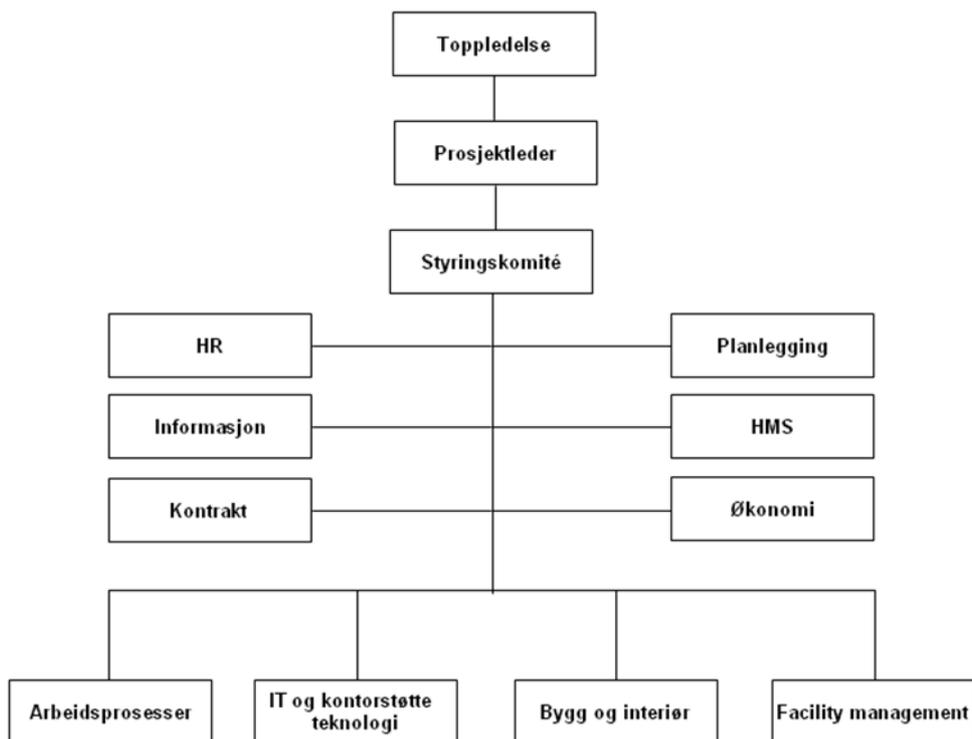 Toppledelse
Prosjektleder
Styringskomité
HR
Planlegging
Informasjon
HMS
Kontrakt
Økonomi
Arbeidsprosesser
IT og kontorstøtte
teknologi
Bygg og interiør
Facility management